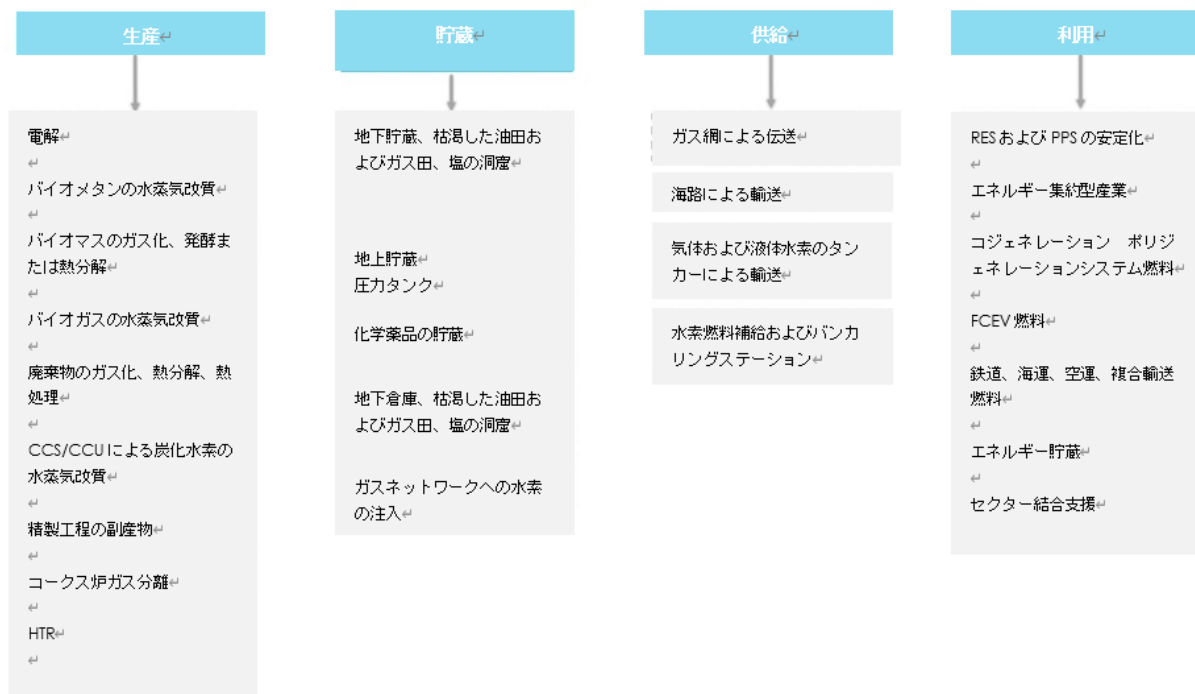 生産
電解
バイオメタンの水蒸気改質
バイオマスのガス化、発酵ま
たは熱分解
バイオガスの水蒸気改質
廃棄物のガス化、熱分解、熱
処理
CCS/CCUによる炭化水素の
水蒸気改質
精製工程の副産物
コークス炉ガス分離
HTR
貯蔵
地下貯蔵、枯渇した油田お
よびガス田、塩の洞窟
地上貯蔵
圧力タンク
化学薬品の貯蔵
地下倉庫、枯渇した油田お
よびガス田、塩の洞窟
ガスネットワークへの水素
の注入
供給
ガス網による伝送
海路による輸送
気体および液体水素のタン
カーによる輸送
水素燃料補給およびバンカ
リングステーション
利用
RESおよびPPSの安定化
エネルギー集約型産業
コジェネレーション　ポリジ
ェネレーションシステム燃料
FCEV燃料
鉄道、海運、空運、複合輸送
燃料
エネルギー貯蔵
セクター結合支援